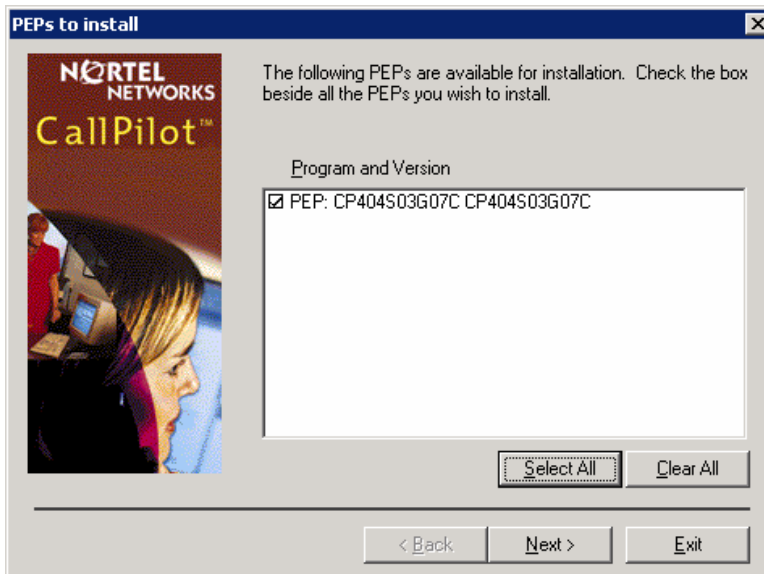 PEPs to install
NORTEL
NETWORKS
CallPilot™
The following PEPs are available for installation. Check the box
beside all the PEPs you wish to install.
Program and Version
PEP: CP404S03G07C CP404S03G07C
Select All
Clear All
< Back
Next >
Exit